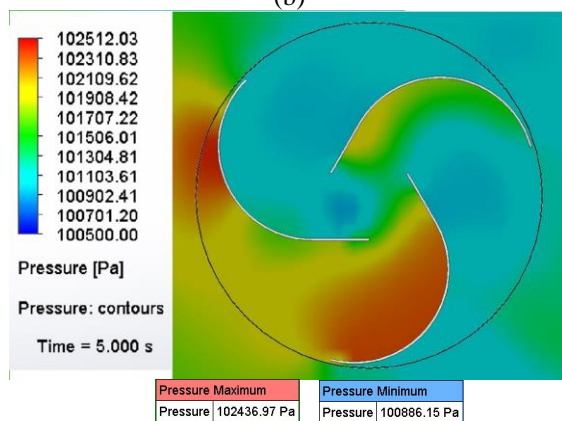 (b)
102512.03
102310.83
102109.62
101908.42
101707.22
101506.01
101304.81
101103.61
100902.41
100701.20
100500.00
Pressure [Pa]
Pressure: contours
Time = 5.000 s
Pressure Maximum
Pressure 102436.97 Pa
Pressure Minimum
Pressure 100886.15 Pa